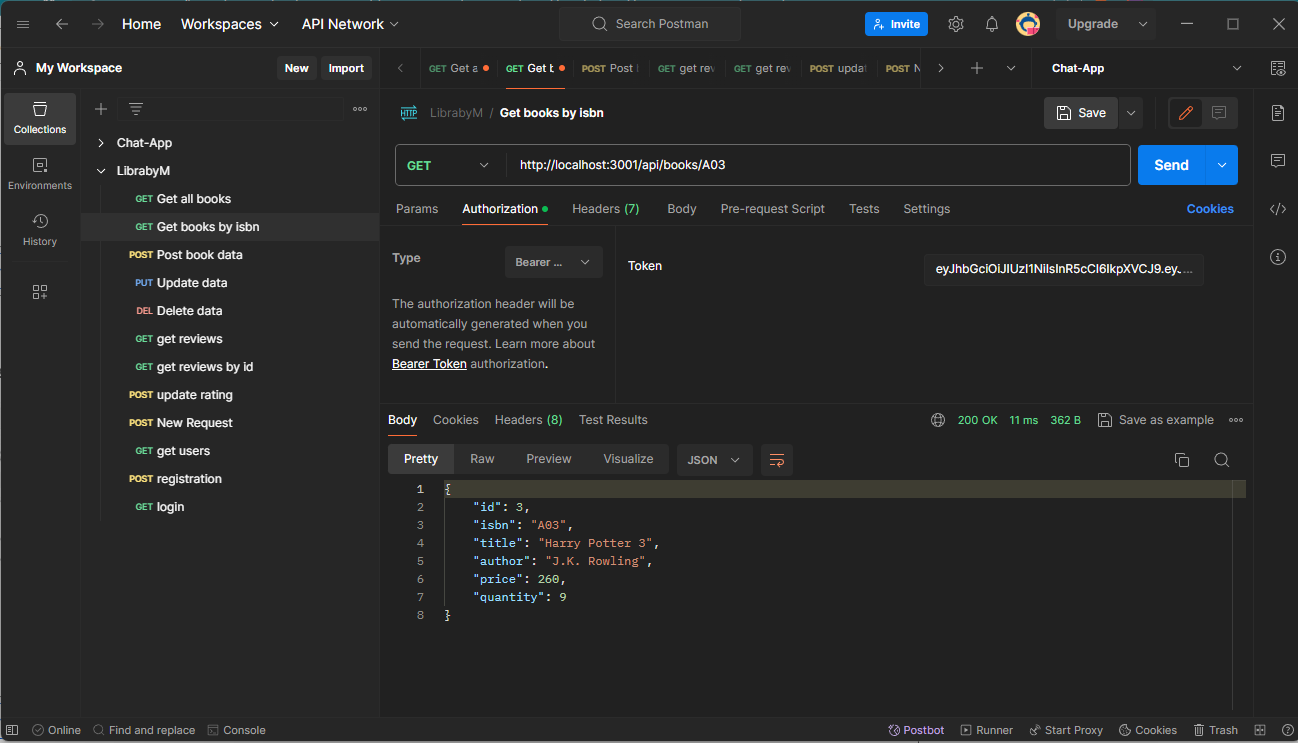 Home Workspaces API Network Search Postman Invite Upgrade
My Workspace New Import
GET Get a GET Get b POST Post GET get rev GET get rev POST updat POST N Chat-App
Collections
Environments
History
Chat-App
LibrabyM
GET Get all books
GET Get books by isbn
POST Post book data
PUT Update data
DEL Delete data
GET get reviews
GET get reviews by id
POST update rating
POST New Request
GET get users
POST registration
GET login
HTTP LibrabyM / Get books by isbn Save
GET http://localhost:3001/api/books/A03 Send
Params Authorization Headers (7) Body Pre-request Script Tests Settings Cookies
Type Bearer ...
The authorization header will be
automatically generated when you
send the request. Learn more about
Bearer Token authorization.
Token eyJhbGciOiJIUzI1NiIsInR5cCI6IkpXVCJ9.eyJ...
Body Cookies Headers (8) Test Results 200 OK 11 ms 362 B Save as example
Pretty Raw Preview Visualize JSON
1 {
2 "id": 3,
3 "isbn": "A03",
4 "title": "Harry Potter 3",
5 "author": "J.K. Rowling",
6 "price": 260,
7 "quantity": 9
8 }
Online Find and replace Console Postbot Runner Start Proxy Cookies Trash